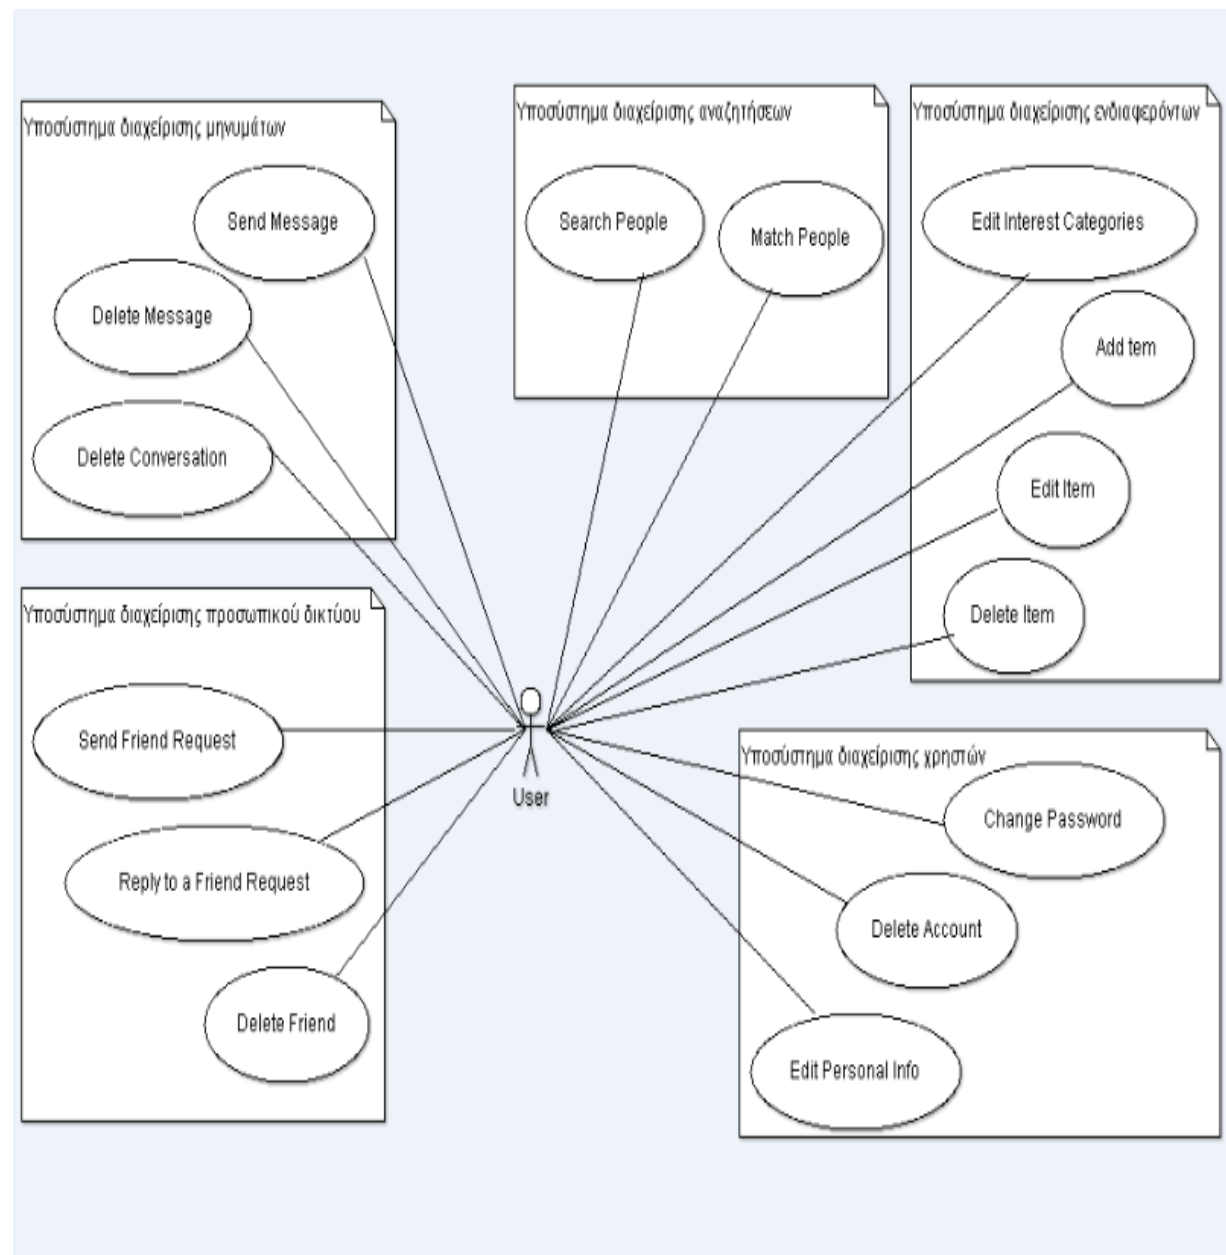 Υποσύστημα διαχείρισης μηνυμάτων
Send Message
Delete Message
Delete Conversation
Υποσύστημα διαχείρισης αναζητήσεων
Search People
Match People
Υποσύστημα διαχείρισης ενδιαφερόντων
Edit Interest Categories
Add tem
Edit Item
Delete Item
Υποσύστημα διαχείρισης προσωπικού δικτύου
Send Friend Request
Reply to a Friend Request
Delete Friend
User
Υποσύστημα διαχείρισης χρηστών
Change Password
Delete Account
Edit Personal Info